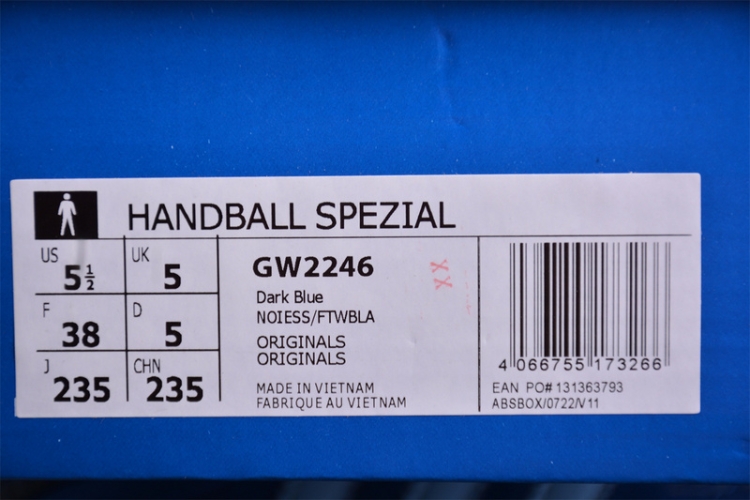 HANDBALL SPEZIAL
US 5½ UK 5
F 38 D 5
J 235 CHN 235
GW2246
Dark Blue
NOIESS/FTWBLA
ORIGINALS
ORIGINALS
MADE IN VIETNAM
FABRIQUE AU VIETNAM
XX
4 066755 173266
EAN PO# 131363793
ABSBOX/0722/V11